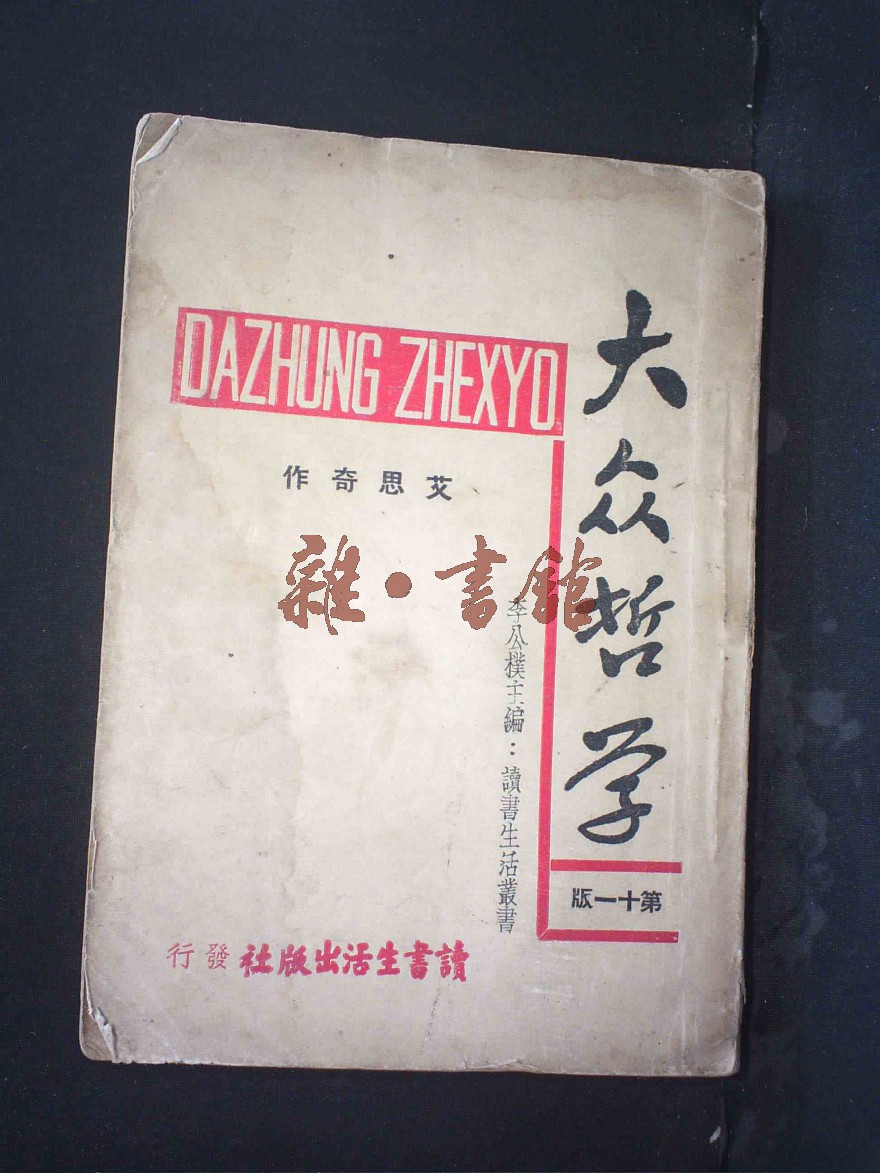 大众哲学
DAZHUNG ZHEXYO
艾思奇作
雜·書館
李公樸主編：讀書生活叢書
第十一版
讀書生活出版社發行